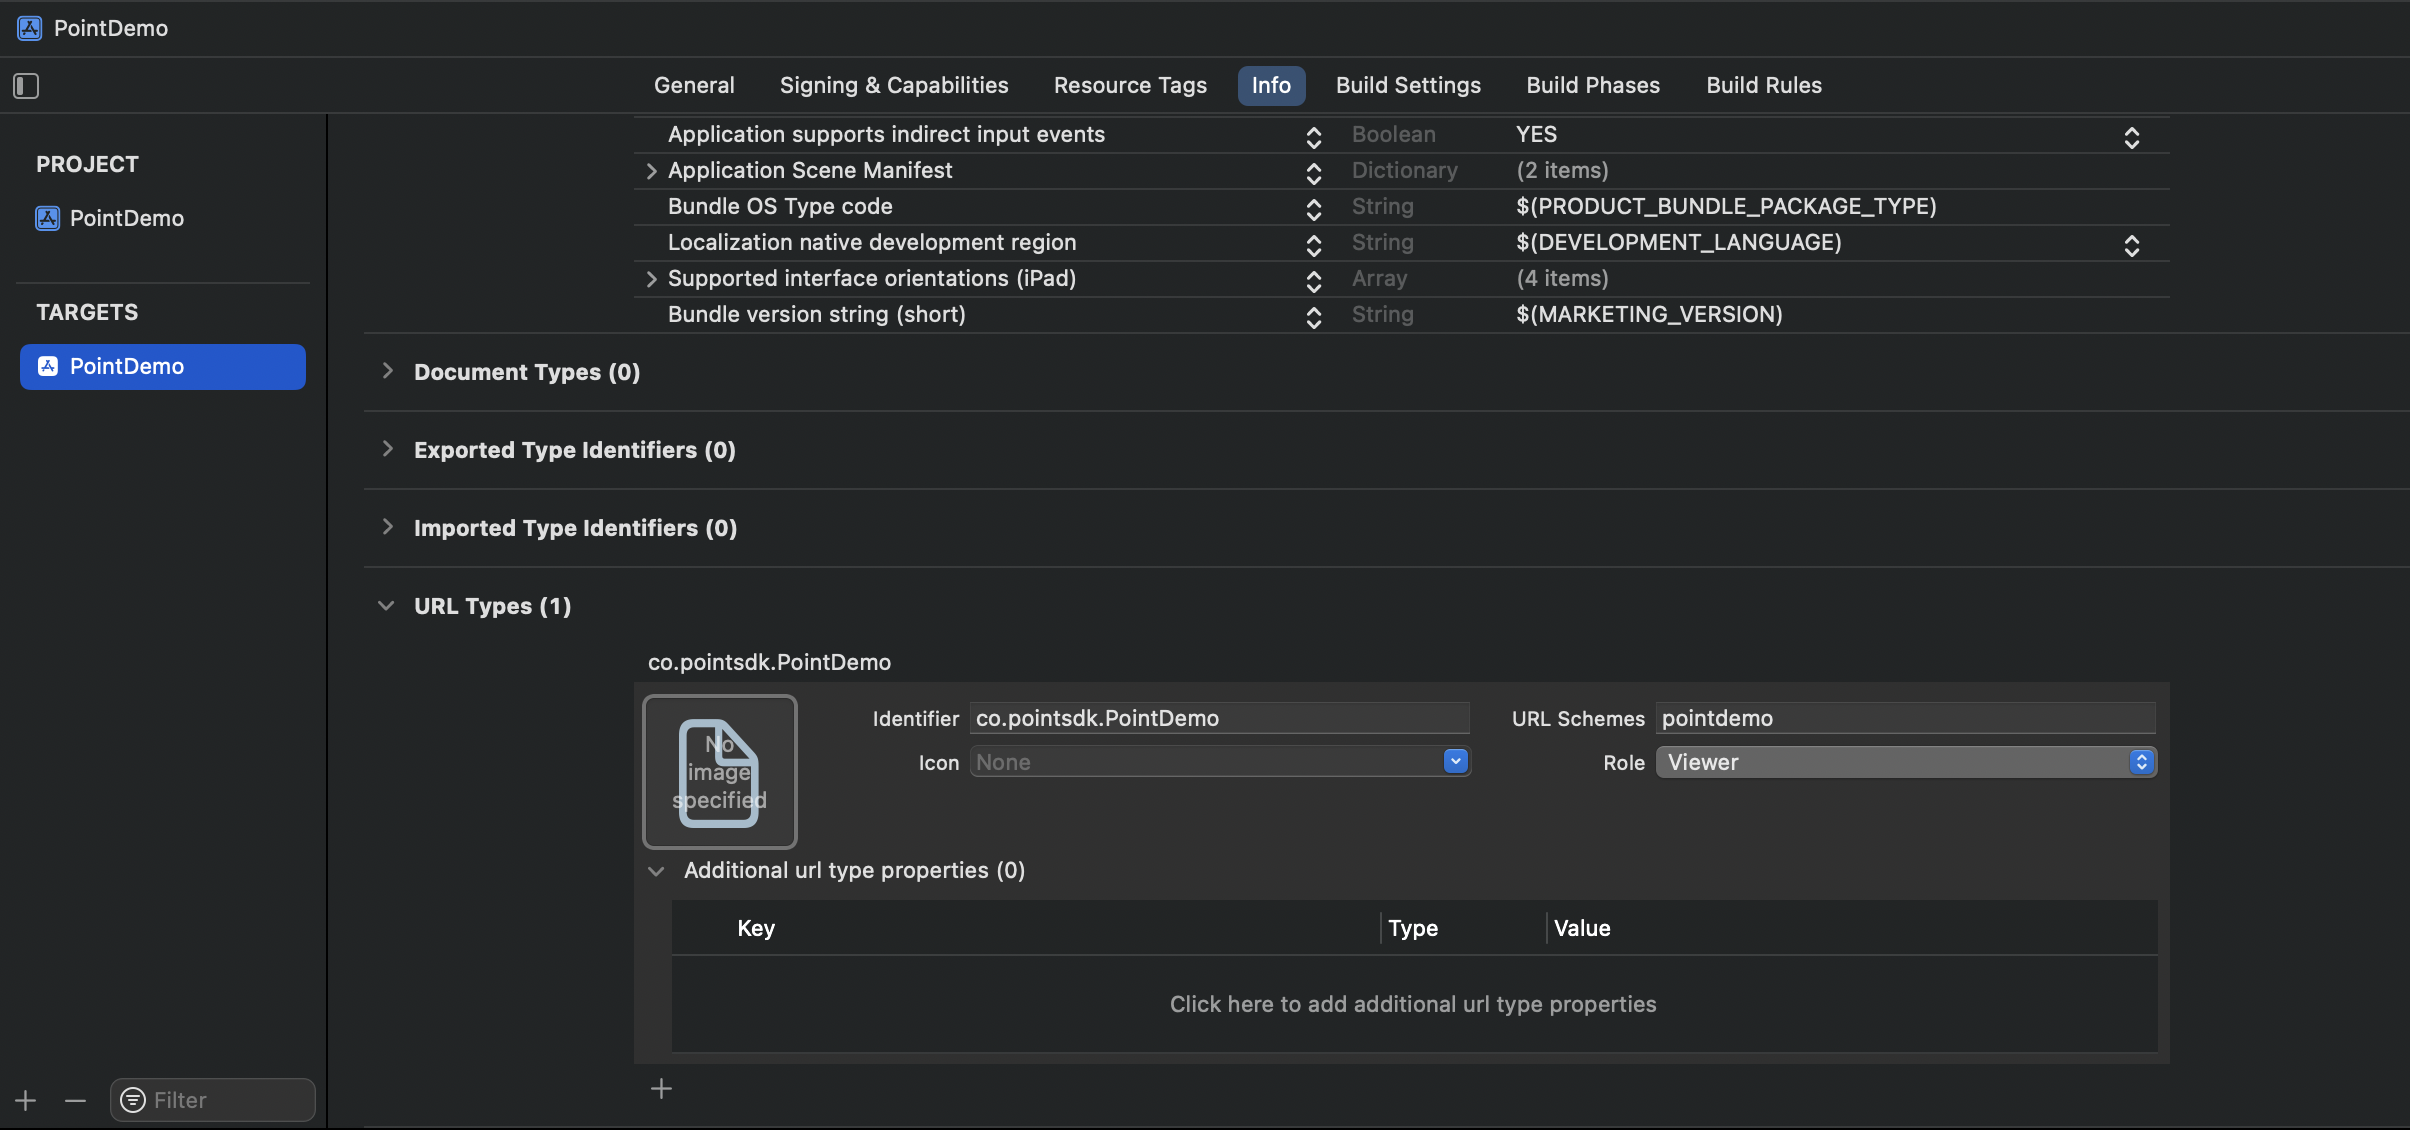 PointDemo
General Signing & Capabilities Resource Tags Info Build Settings Build Phases Build Rules
PROJECT
PointDemo
TARGETS
PointDemo
Application supports indirect input events Boolean YES
Application Scene Manifest Dictionary (2 items)
Bundle OS Type code String $(PRODUCT_BUNDLE_PACKAGE_TYPE)
Localization native development region String $(DEVELOPMENT_LANGUAGE)
Supported interface orientations (iPad) Array (4 items)
Bundle version string (short) String $(MARKETING_VERSION)
Document Types (0)
Exported Type Identifiers (0)
Imported Type Identifiers (0)
URL Types (1)
co.pointsdk.PointDemo
No
image
specified
Identifier co.pointsdk.PointDemo URL Schemes pointdemo
Icon None Role Viewer
Additional url type properties (0)
Key Type Value
Click here to add additional url type properties
Filter